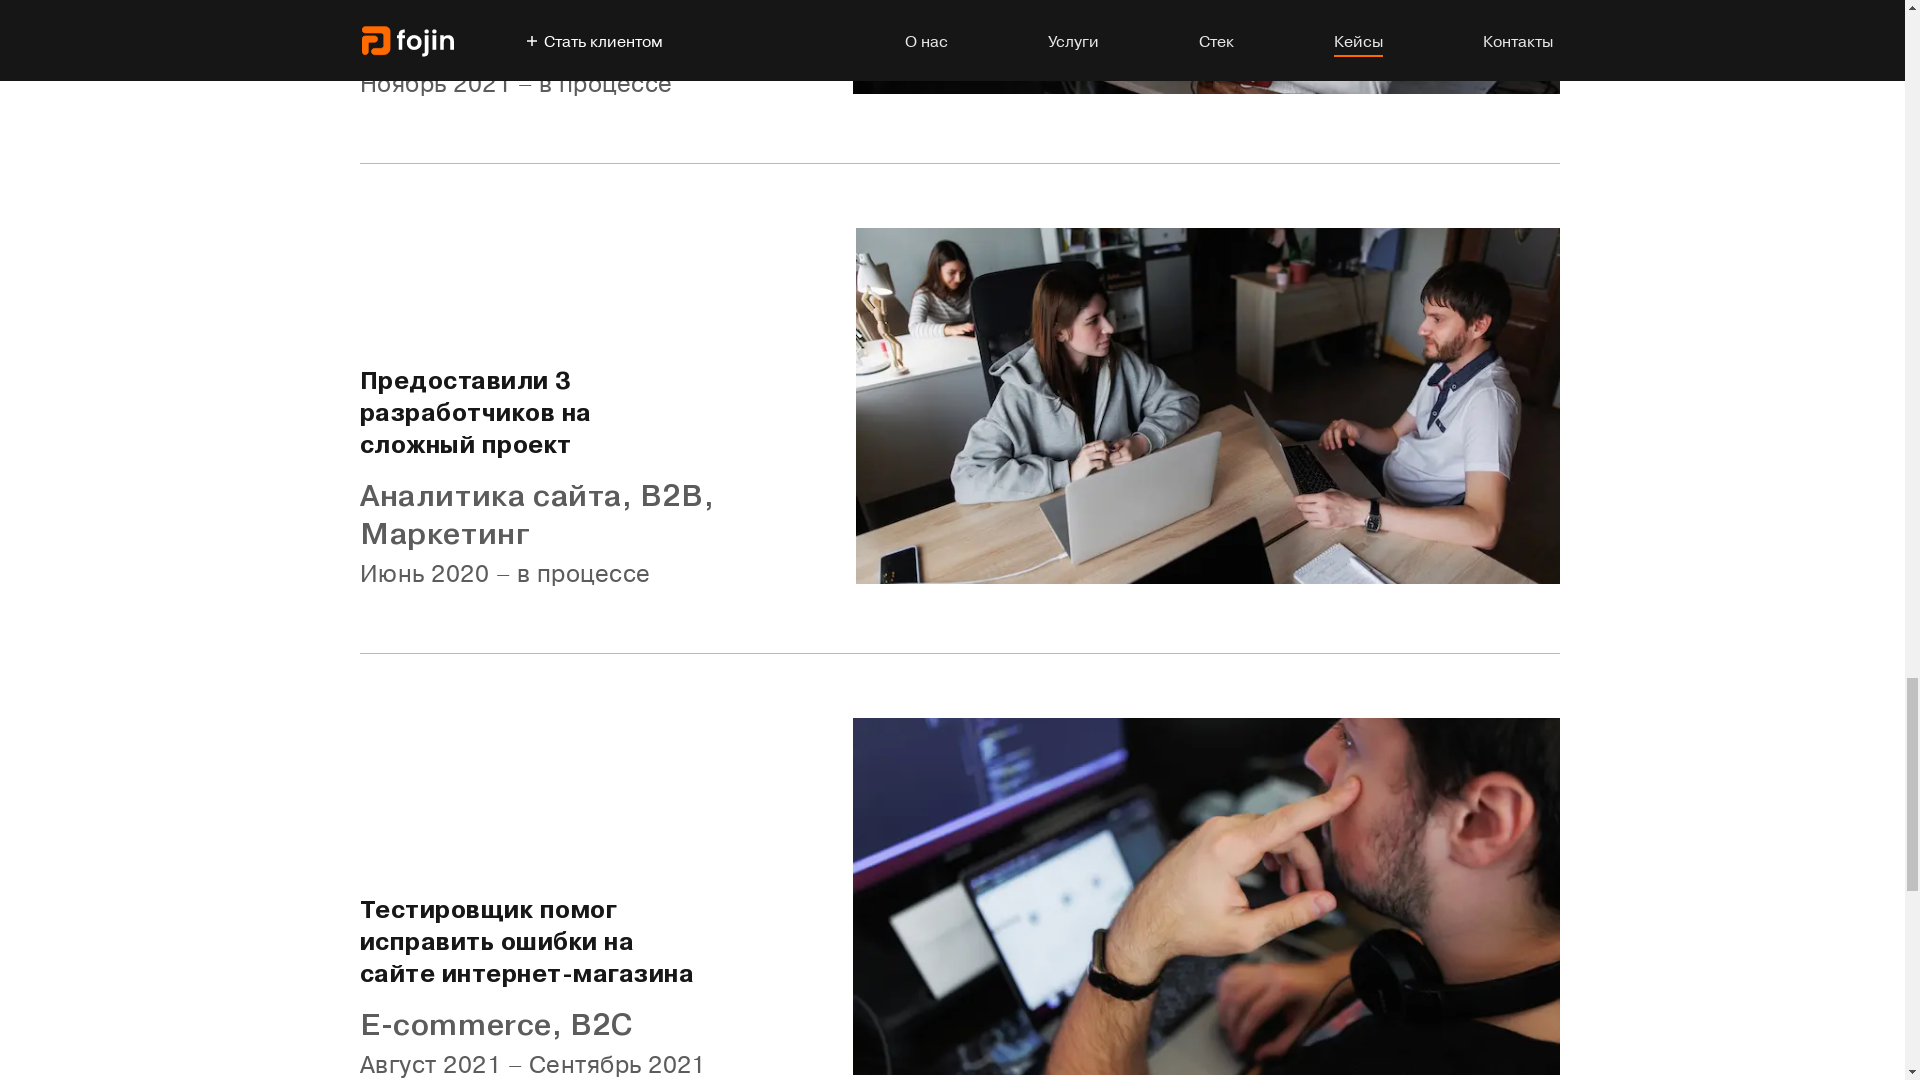 fojin
+ Стать клиентом
О нас
Услуги
Стек
Кейсы
Контакты
Ноябрь 2021 – в процессе
Предоставили 3
разработчиков на
сложный проект
Аналитика сайта, B2B,
Маркетинг
Июнь 2020 – в процессе
Тестировщик помог
исправить ошибки на
сайте интернет-магазина
E-commerce, B2C
Август 2021 – Сентябрь 2021